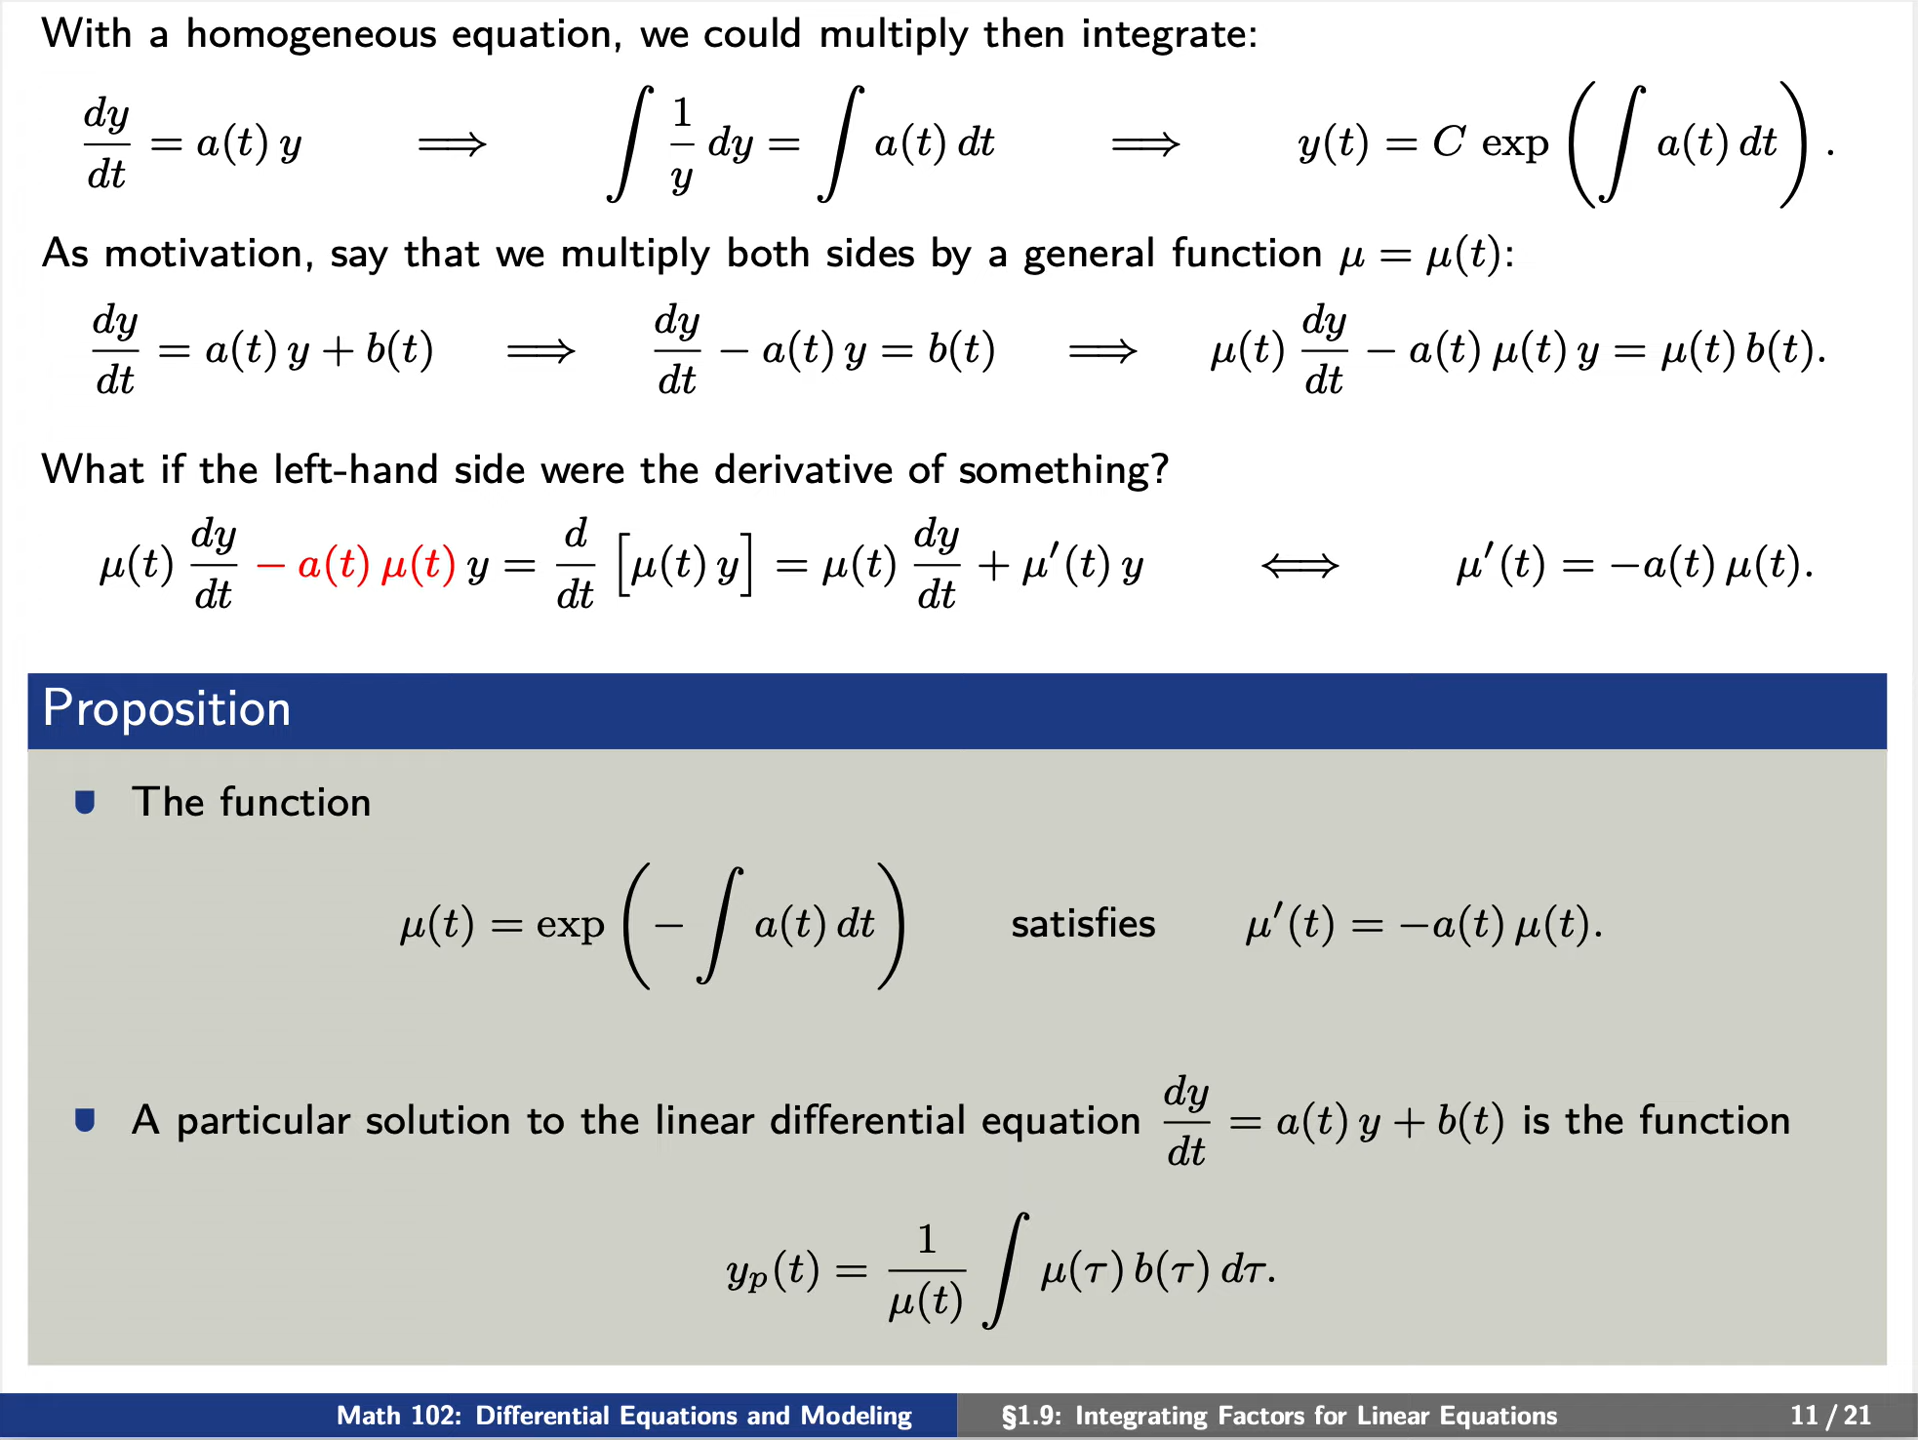 With a homogeneous equation, we could multiply then integrate:
dy/dt = a(t) y ⟹ ∫ 1/y dy = ∫ a(t) dt ⟹ y(t) = C exp(∫ a(t) dt).
As motivation, say that we multiply both sides by a general function μ = μ(t):
dy/dt = a(t) y + b(t) ⟹ dy/dt − a(t) y = b(t) ⟹ μ(t) dy/dt − a(t) μ(t) y = μ(t) b(t).
What if the left-hand side were the derivative of something?
μ(t) dy/dt − a(t) μ(t) y = d/dt [μ(t) y] = μ(t) dy/dt + μ′(t) y ⟺ μ′(t) = −a(t) μ(t).
Proposition
The function
μ(t) = exp(− ∫ a(t) dt) satisfies μ′(t) = −a(t) μ(t).
A particular solution to the linear differential equation dy/dt = a(t) y + b(t) is the function
yₚ(t) = 1/μ(t) ∫ μ(τ) b(τ) dτ.
Math 102: Differential Equations and Modeling §1.9: Integrating Factors for Linear Equations 11 / 21